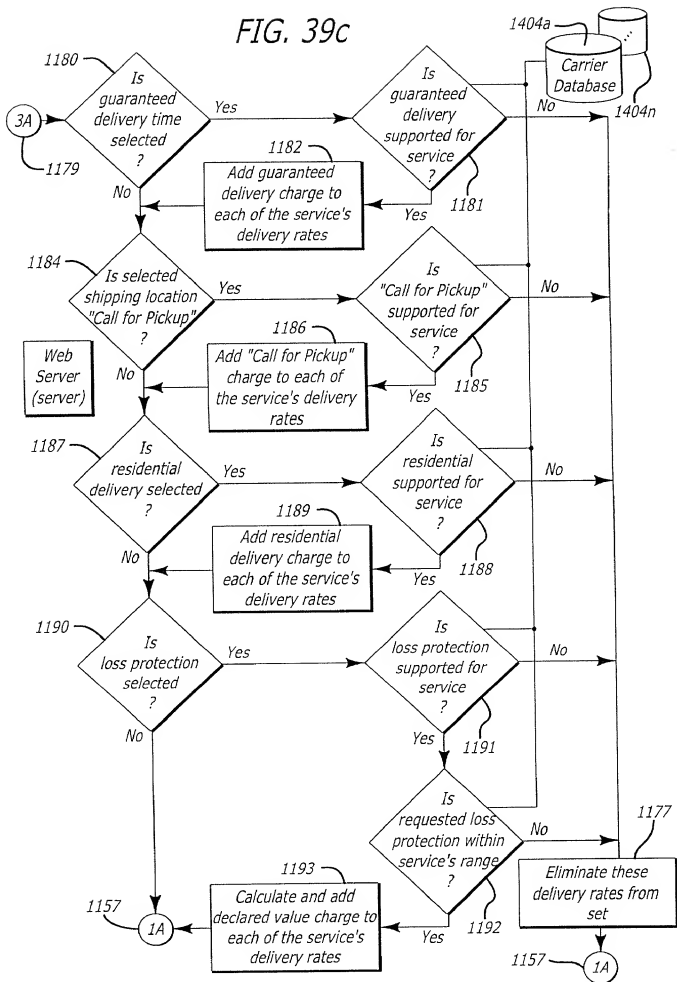 FIG. 39c
1404a
Carrier
Database
1404n
1180
Is
guaranteed
delivery time
selected
?
Yes
No
3A
1179
Is
guaranteed
delivery
supported for
service
?
No
Yes
1181
1182
Add guaranteed
delivery charge to
each of the service's
delivery rates
1184
Is selected
shipping location
"Call for Pickup"
?
Yes
No
Is
"Call for Pickup"
supported for
service
?
No
Yes
1185
1186
Add "Call for Pickup"
charge to each of
the service's delivery
rates
Web
Server
(server)
1187
Is
residential
delivery selected
?
Yes
No
Is
residential
supported for
service
?
No
Yes
1188
1189
Add residential
delivery charge to
each of the service's
delivery rates
1190
Is
loss protection
selected
?
Yes
No
Is
loss protection
supported for
service
?
No
Yes
1191
Is
requested loss
protection within
service's range
?
No
Yes
1192
1193
Calculate and add
declared value charge to
each of the service's
delivery rates
1157
1A
1177
Eliminate these
delivery rates from
set
1157
1A